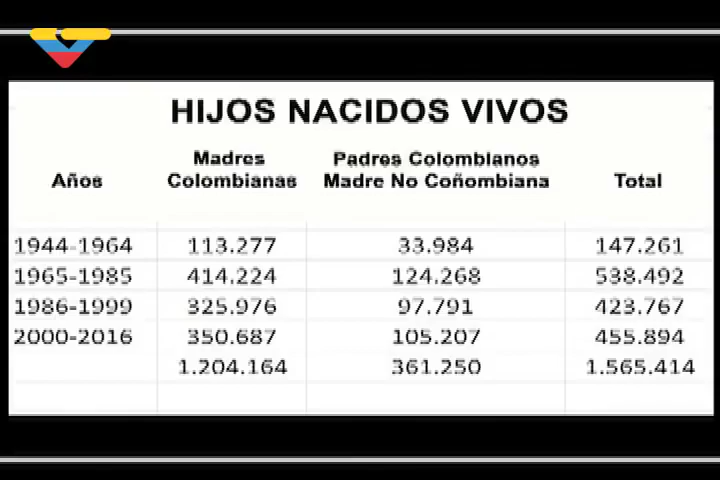 HIJOS NACIDOS VIVOS
Años Madres Colombianas Padres Colombianos Madre No Coñombiana Total
1944-1964 113.277 33.984 147.261
1965-1985 414.224 124.268 538.492
1986-1999 325.976 97.791 423.767
2000-2016 350.687 105.207 455.894
1.204.164 361.250 1.565.414